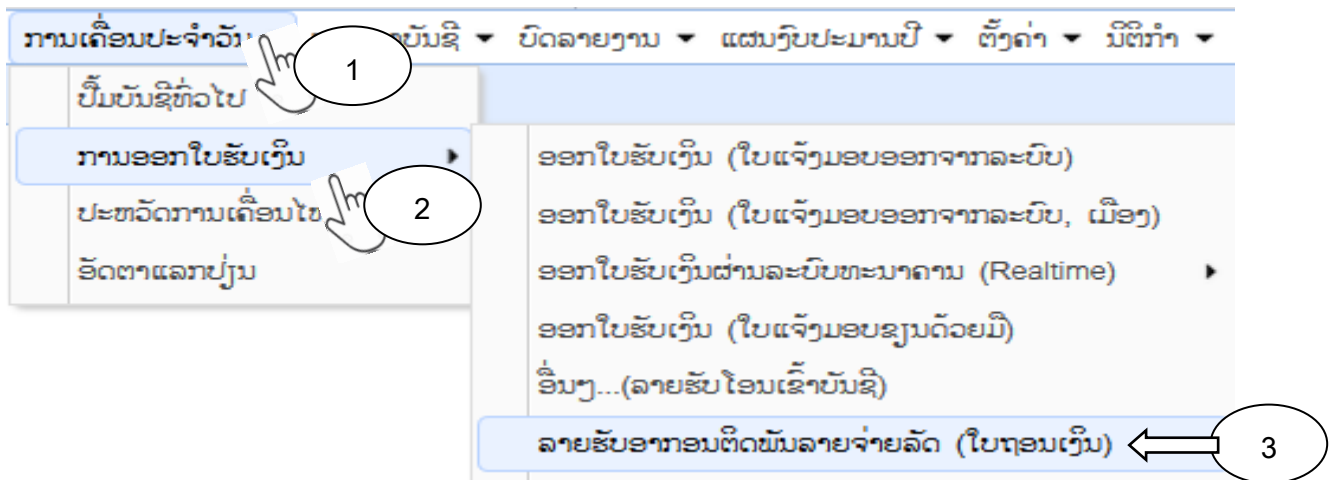 ການເຄື່ອນປະຈຳວັນ ບັນຊີ ບົດລາຍງານ ແຜນງົບປະມານປີ ຕັ້ງຄ່າ ນິຕິກຳ
1
ປຶ້ມບັນຊີທົ່ວໄປ
ການອອກໃບຮັບເງິນ
2
ປະຫວັດການເຄື່ອນໄຫ
ອັດຕາແລກປ່ຽນ
ອອກໃບຮັບເງິນ (ໃບແຈ້ງມອບອອກຈາກລະບົບ)
ອອກໃບຮັບເງິນ (ໃບແຈ້ງມອບອອກຈາກລະບົບ, ເມືອງ)
ອອກໃບຮັບເງິນຜ່ານລະບົບທະນາຄານ (Realtime)
ອອກໃບຮັບເງິນ (ໃບແຈ້ງມອບຂຽນດ້ວຍມື)
ອື່ນໆ...(ລາຍຮັບໂອນເຂົ້າບັນຊີ)
ລາຍຮັບອາກອນຕິດພັນລາຍຈ່າຍລັດ (ໃບຖອນເງິນ)
3